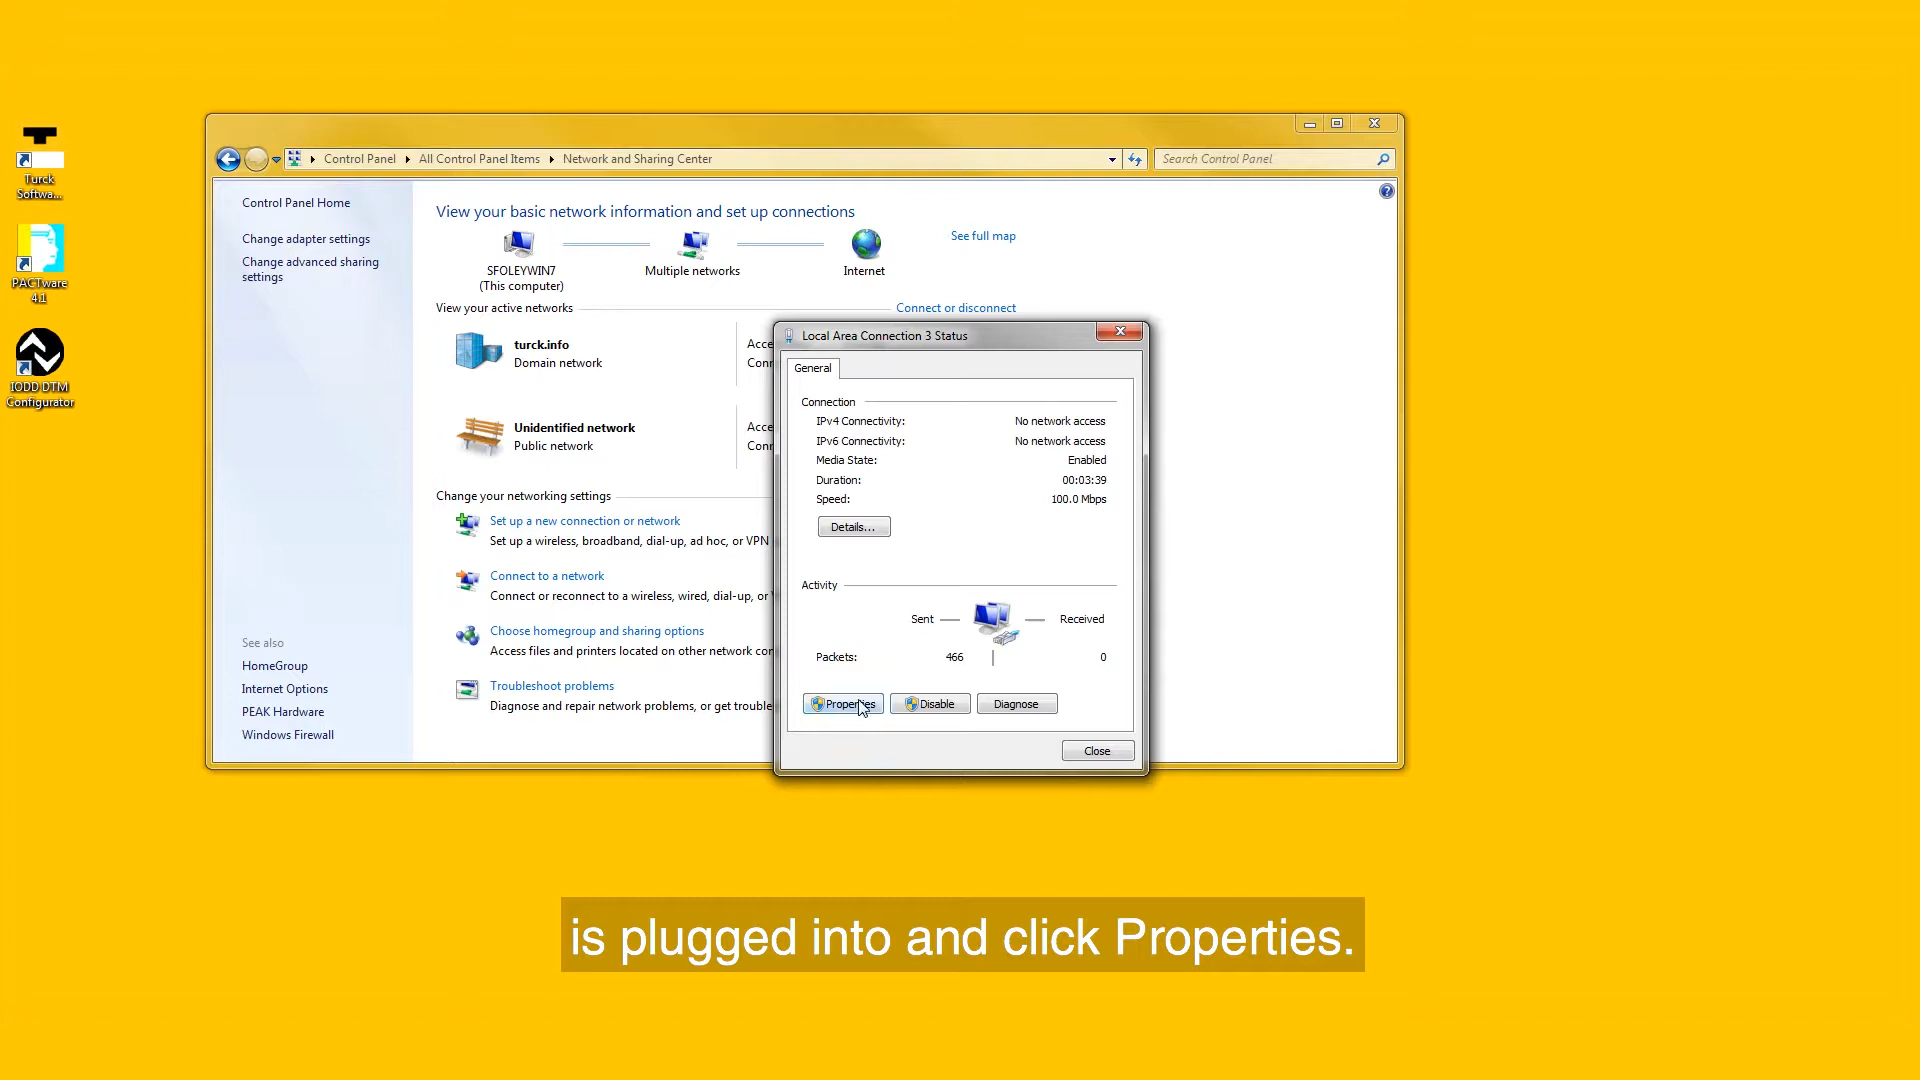 Turck
Softwa...
PACTware
4.1
IODD DTM
Configurator
Control Panel
All Control Panel Items
Network and Sharing Center
Search Control Panel
Control Panel Home
Change adapter settings
Change advanced sharing
settings
See also
HomeGroup
Internet Options
PEAK Hardware
Windows Firewall
View your basic network information and set up connections
SFOLEYWIN7
(This computer)
Multiple networks
Internet
See full map
View your active networks
Connect or disconnect
turck.info
Domain network
Acce
Conr
Unidentified network
Public network
Acce
Conr
Change your networking settings
Set up a new connection or network
Set up a wireless, broadband, dial-up, ad hoc, or VPN
Connect to a network
Connect or reconnect to a wireless, wired, dial-up, or
Choose homegroup and sharing options
Access files and printers located on other network con
Troubleshoot problems
Diagnose and repair network problems, or get trouble
Local Area Connection 3 Status
General
Connection
IPv4 Connectivity: No network access
IPv6 Connectivity: No network access
Media State: Enabled
Duration: 00:03:39
Speed: 100.0 Mbps
Details...
Activity
Sent
Received
Packets: 466 0
Properties
Disable
Diagnose
Close
is plugged into and click Properties.